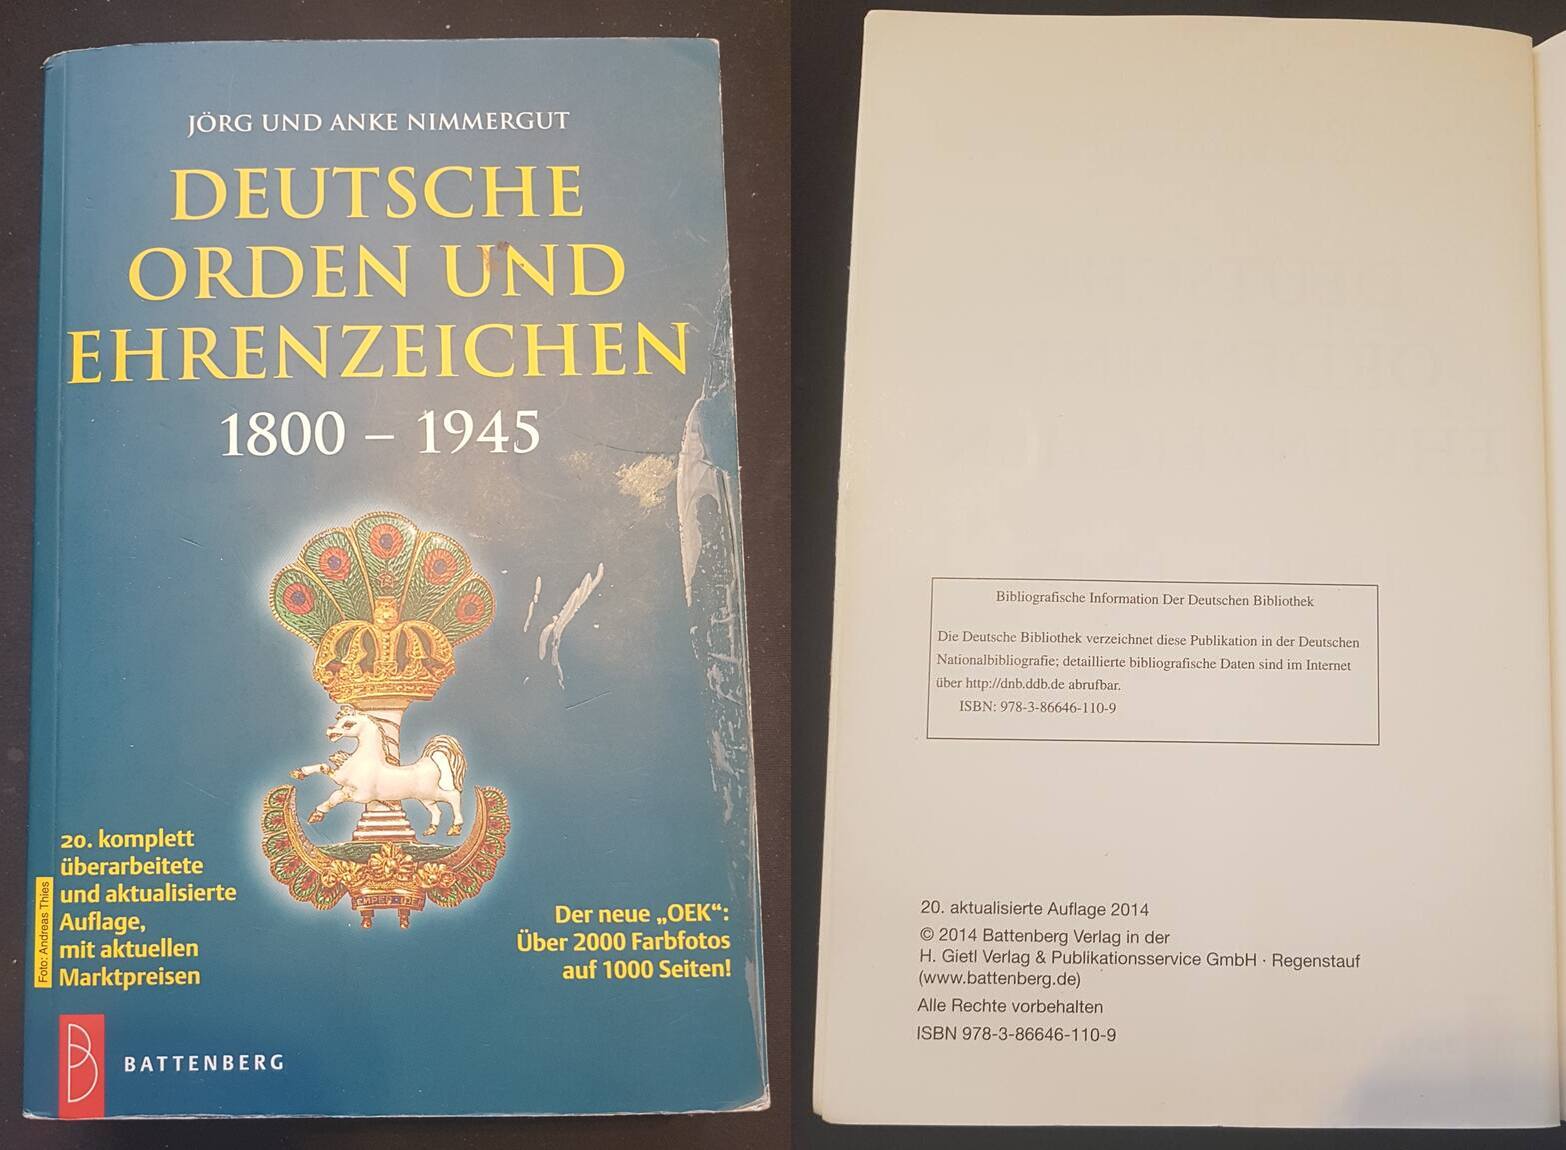 JÖRG UND ANKE NIMMERGUT
DEUTSCHE
ORDEN UND
EHRENZEICHEN
1800 – 1945
20. komplett
überarbeitete
und aktualisierte
Auflage,
mit aktuellen
Marktpreisen
Foto: Andreas Thies
Der neue „OEK“:
Über 2000 Farbfotos
auf 1000 Seiten!
BATTENBERG
Bibliografische Information Der Deutschen Bibliothek
Die Deutsche Bibliothek verzeichnet diese Publikation in der Deutschen
Nationalbibliografie; detaillierte bibliografische Daten sind im Internet
über http://dnb.ddb.de abrufbar.
ISBN: 978-3-86646-110-9
20. aktualisierte Auflage 2014
© 2014 Battenberg Verlag in der
H. Gietl Verlag & Publikationsservice GmbH · Regenstauf
(www.battenberg.de)
Alle Rechte vorbehalten
ISBN 978-3-86646-110-9